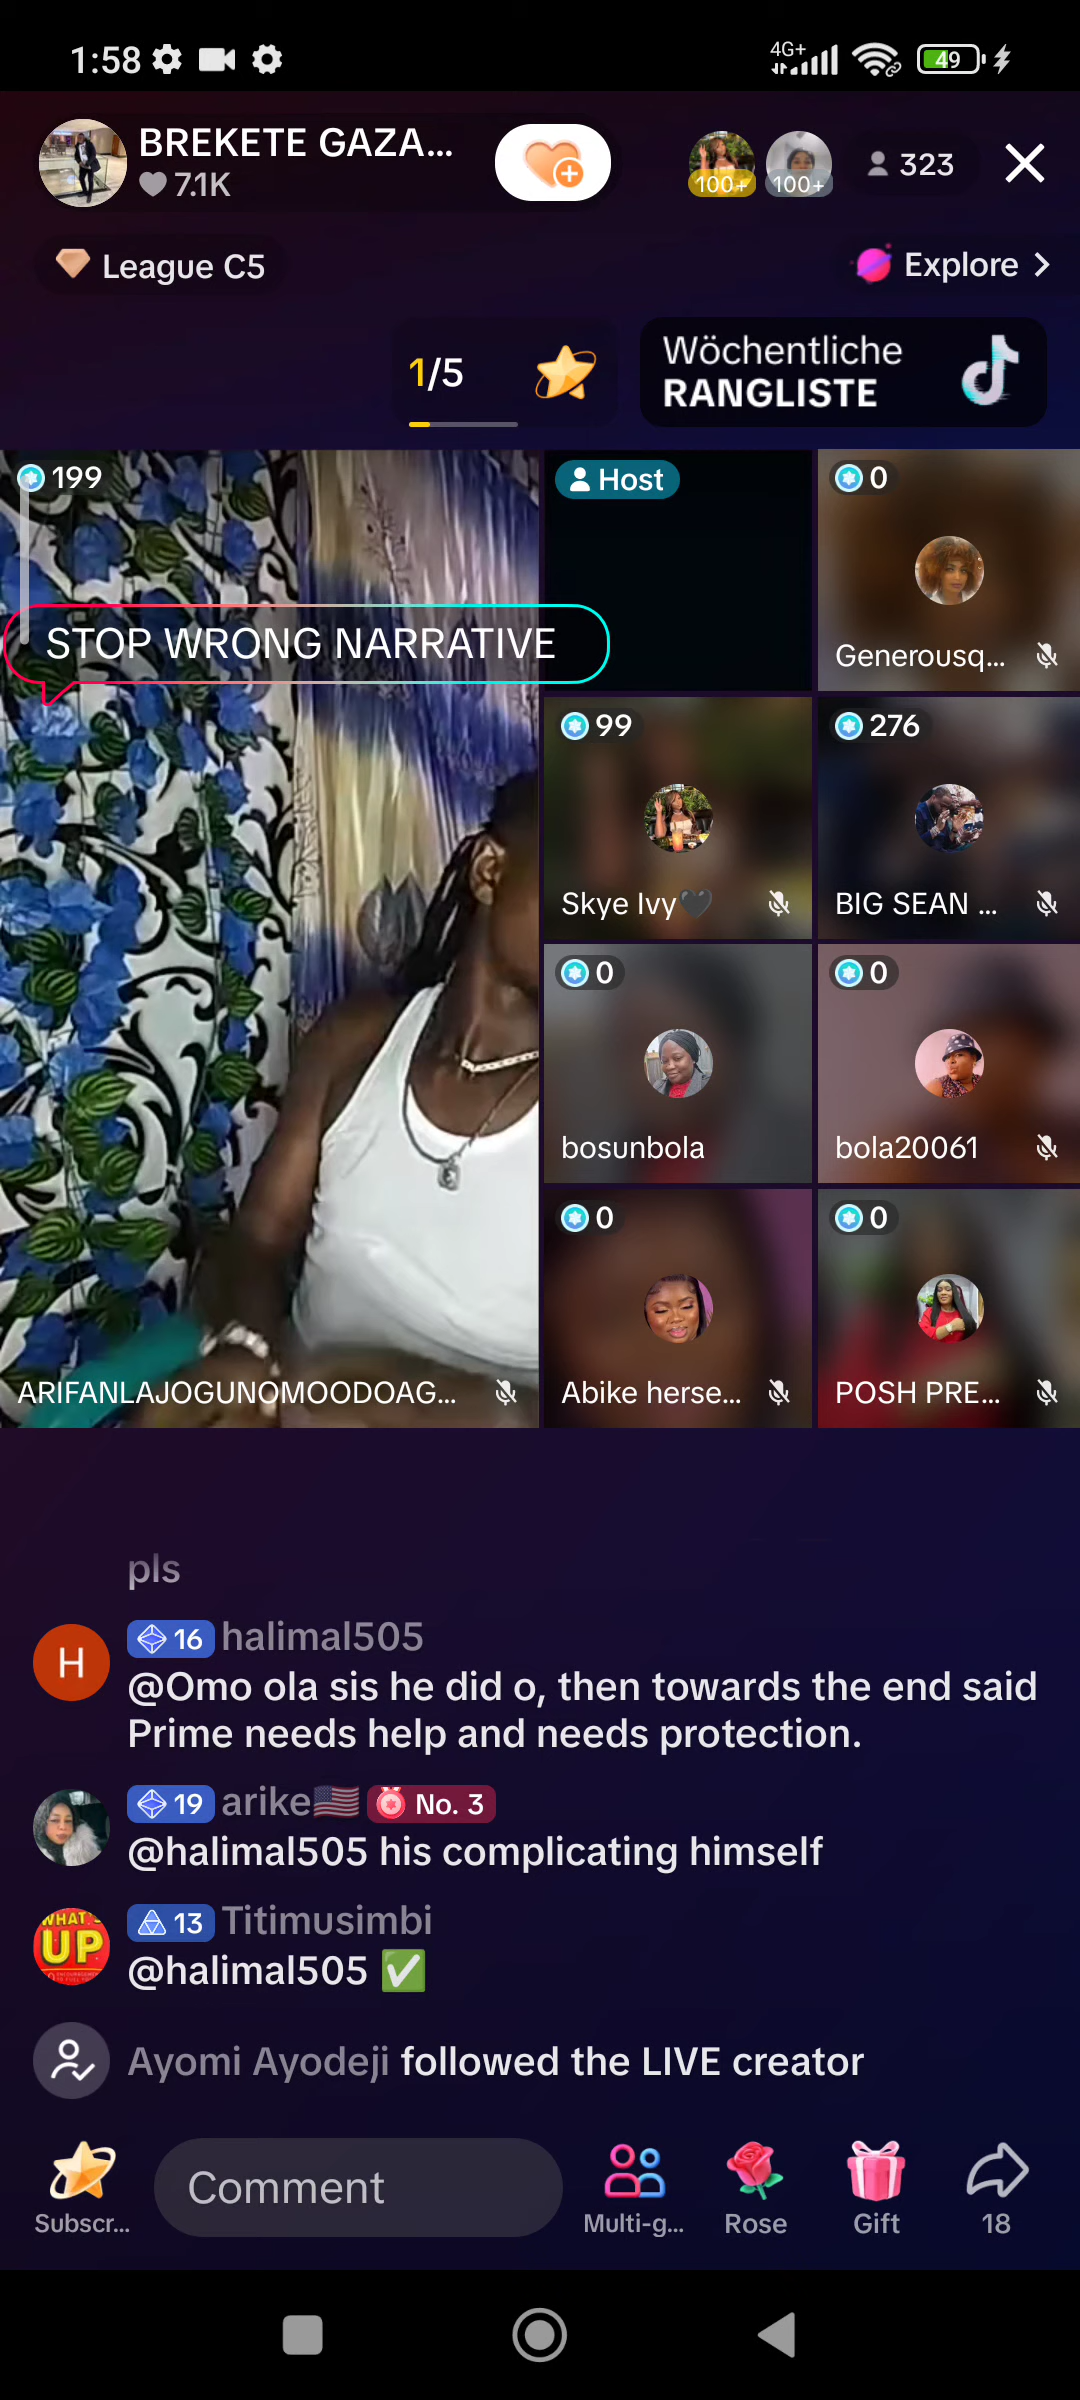 1:58
4G+
49
BREKETE GAZA...
7.1K
100+
100+
323
League C5
Explore
1/5
Wöchentliche
RANGLISTE
199
Host
0
STOP WRONG NARRATIVE
Generousq...
99
276
Skye Ivy🖤
BIG SEAN ...
0
0
bosunbola
bola20061
0
0
ARIFANLAJOGUNOMOODOAG...
Abike herse...
POSH PRE...
pls
H
16 halimal505
@Omo ola sis he did o, then towards the end said
Prime needs help and needs protection.
19 arike🇺🇸 No. 3
@halimal505 his complicating himself
WHAT'S
UP
13 Titimusimbi
@halimal505 ✅
Ayomi Ayodeji followed the LIVE creator
Comment
Subscr...
Multi-g...
Rose
Gift
18